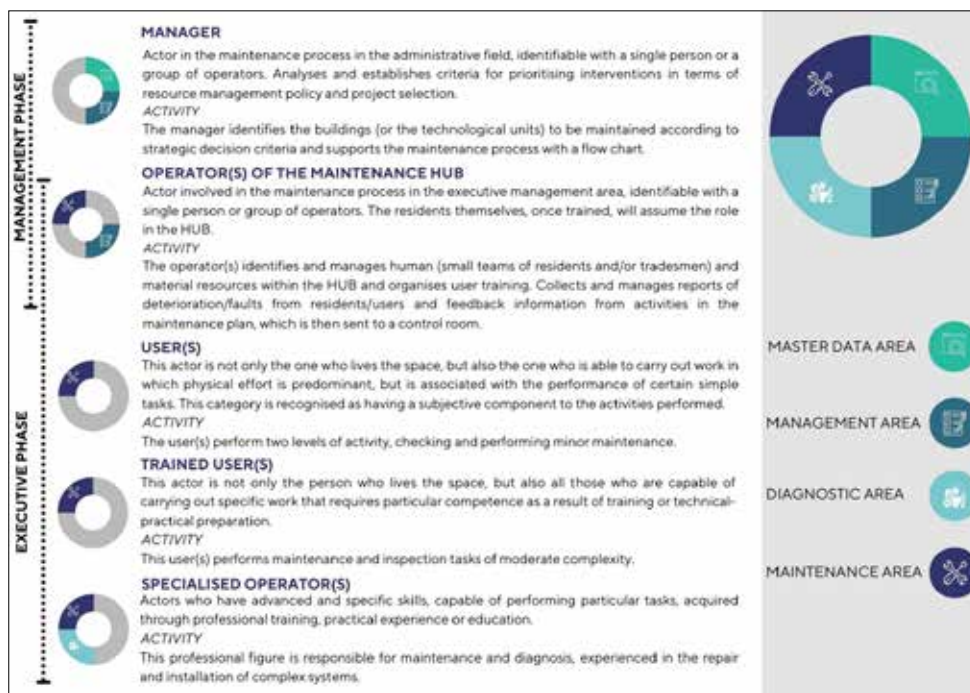 MANAGEMENT PHASE
EXECUTIVE PHASE
MANAGER
Actor in the maintenance process in the administrative field, identifiable with a single person or a
group of operators. Analyses and establishes criteria for prioritising interventions in terms of
resource management policy and project selection.
ACTIVITY
The manager identifies the buildings (or the technological units) to be maintained according to
strategic decision criteria and supports the maintenance process with a flow chart.
OPERATOR(S) OF THE MAINTENANCE HUB
Actor involved in the maintenance process in the executive management area, identifiable with a
single person or group of operators. The residents themselves, once trained, will assume the role
in the HUB.
ACTIVITY
The operator(s) identifies and manages human (small teams of residents and/or tradesmen) and
material resources within the HUB and organises user training. Collects and manages reports of
deterioration/faults from residents/users and feedback information from activities in the
maintenance plan, which is then sent to a control room.
USER(S)
This actor is not only the one who lives the space, but also the one who is able to carry out work in
which physical effort is predominant, but is associated with the performance of certain simple
tasks. This category is recognised as having a subjective component to the activities performed.
ACTIVITY
The user(s) perform two levels of activity, checking and performing minor maintenance.
TRAINED USER(S)
This actor is not only the person who lives the space, but also all those who are capable of
carrying out specific work that requires particular competence as a result of training or technical-
practical preparation.
ACTIVITY
This user(s) performs maintenance and inspection tasks of moderate complexity.
SPECIALISED OPERATOR(S)
Actors who have advanced and specific skills, capable of performing particular tasks, acquired
through professional training, practical experience or education.
ACTIVITY
This professional figure is responsible for maintenance and diagnosis, experienced in the repair
and installation of complex systems.
MASTER DATA AREA
MANAGEMENT AREA
DIAGNOSTIC AREA
MAINTENANCE AREA